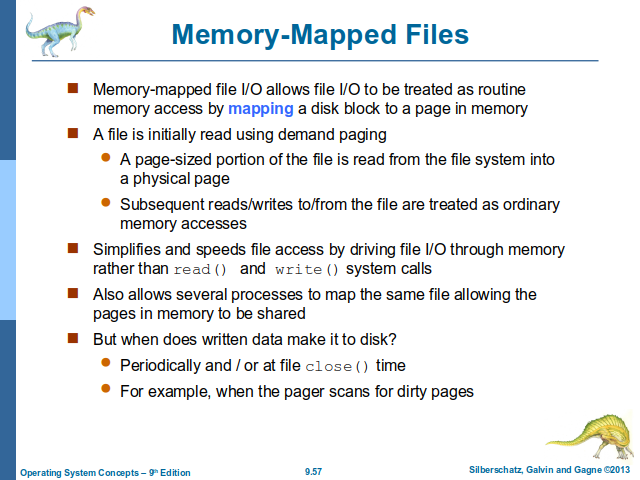 Memory-Mapped Files
Memory-mapped file I/O allows file I/O to be treated as routine
memory access by mapping a disk block to a page in memory
A file is initially read using demand paging
A page-sized portion of the file is read from the file system into
a physical page
Subsequent reads/writes to/from the file are treated as ordinary
memory accesses
Simplifies and speeds file access by driving file I/O through memory
rather than read() and write() system calls
Also allows several processes to map the same file allowing the
pages in memory to be shared
But when does written data make it to disk?
Periodically and / or at file close() time
For example, when the pager scans for dirty pages
Operating System Concepts – 9th Edition
9.57
Silberschatz, Galvin and Gagne ©2013